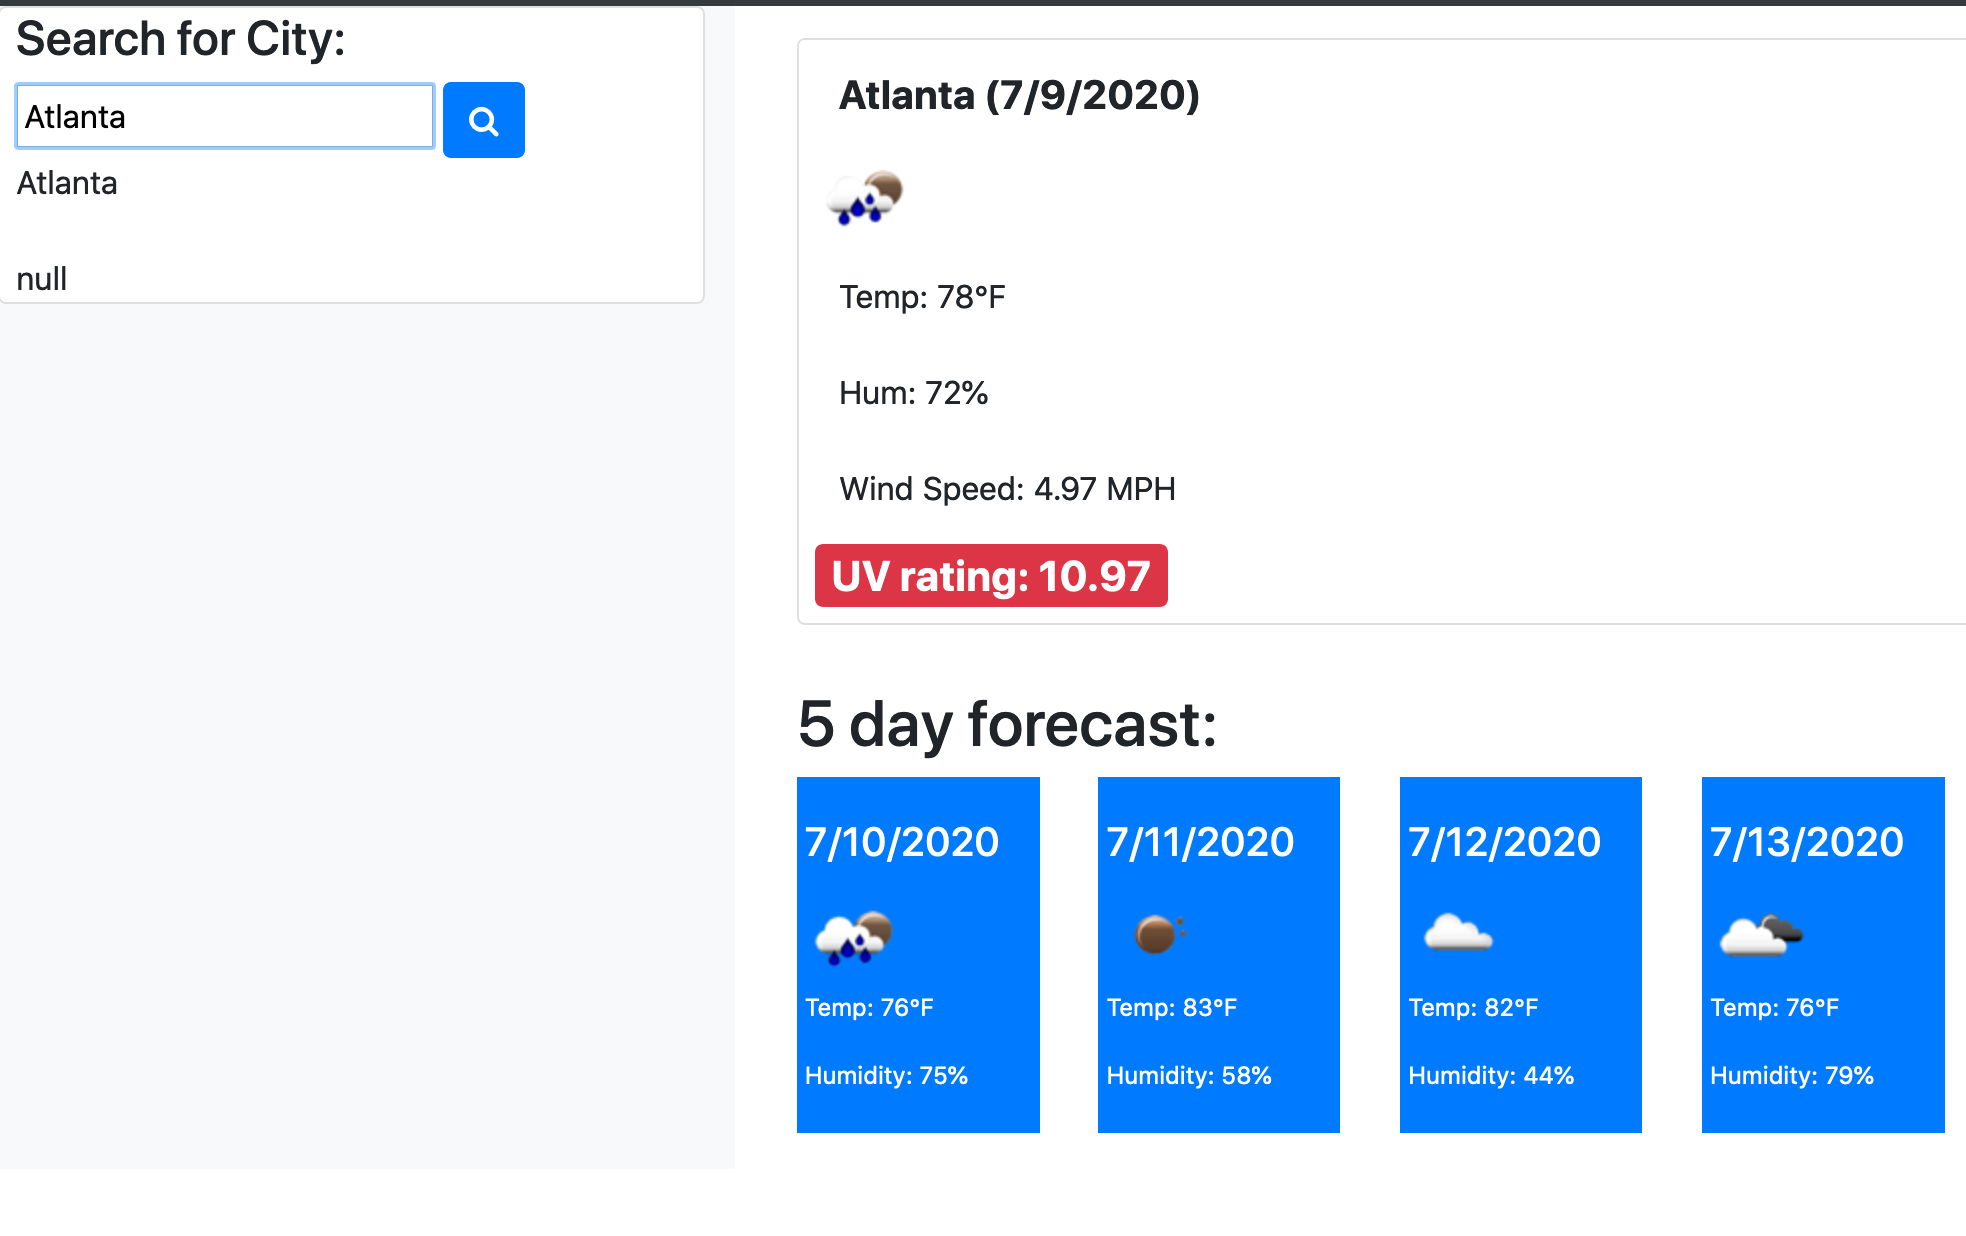 Search for City:
Atlanta
Atlanta
null
Atlanta (7/9/2020)
Temp: 78°F
Hum: 72%
Wind Speed: 4.97 MPH
UV rating: 10.97
5 day forecast:
7/10/2020
Temp: 76°F
Humidity: 75%
7/11/2020
Temp: 83°F
Humidity: 58%
7/12/2020
Temp: 82°F
Humidity: 44%
7/13/2020
Temp: 76°F
Humidity: 79%